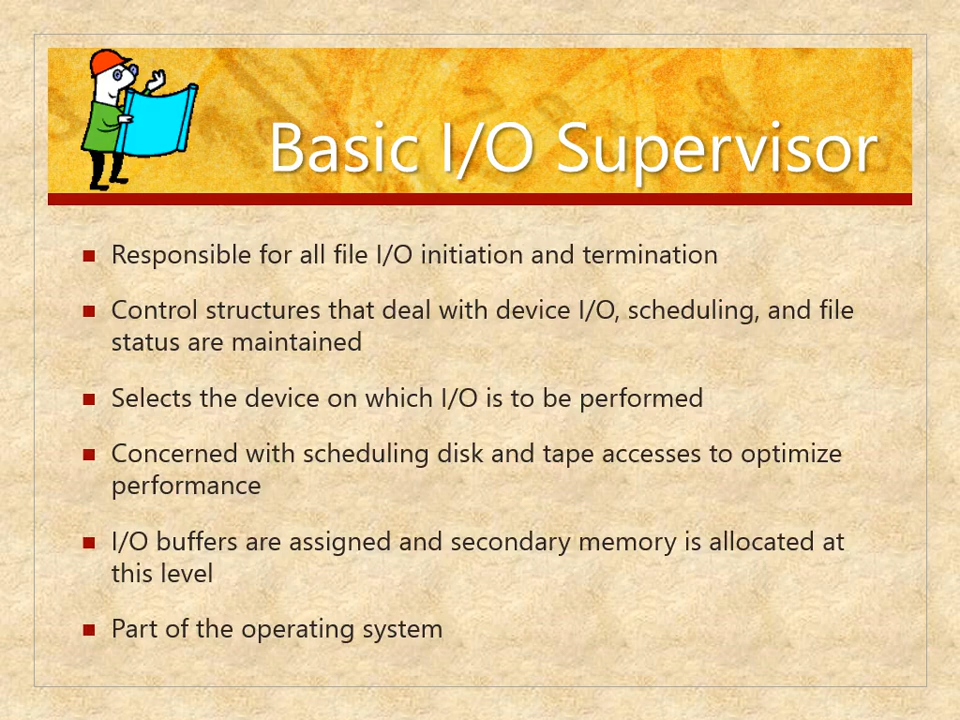 Basic I/O Supervisor
Responsible for all file I/O initiation and termination
Control structures that deal with device I/O, scheduling, and file
status are maintained
Selects the device on which I/O is to be performed
Concerned with scheduling disk and tape accesses to optimize
performance
I/O buffers are assigned and secondary memory is allocated at
this level
Part of the operating system